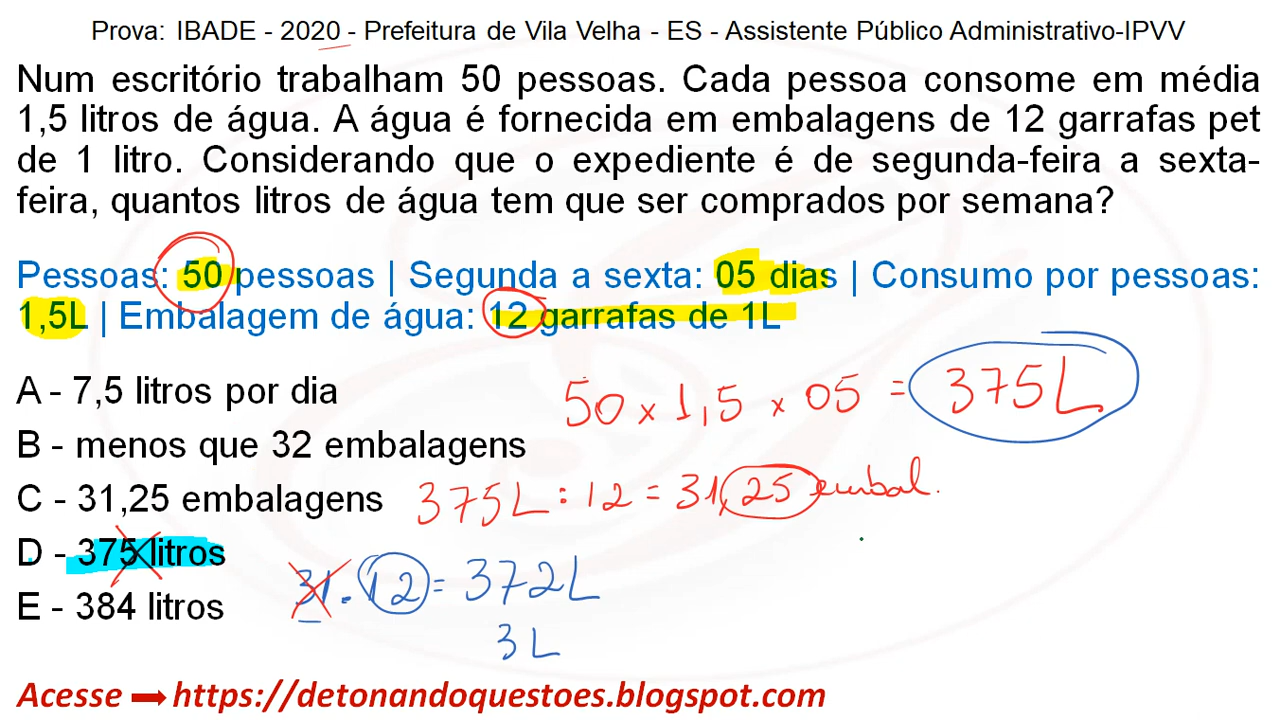 Prova: IBADE - 2020 - Prefeitura de Vila Velha - ES - Assistente Público Administrativo-IPVV
Num escritório trabalham 50 pessoas. Cada pessoa consome em média
1,5 litros de água. A água é fornecida em embalagens de 12 garrafas pet
de 1 litro. Considerando que o expediente é de segunda-feira a sexta-
feira, quantos litros de água tem que ser comprados por semana?
Pessoas: 50 pessoas | Segunda a sexta: 05 dias | Consumo por pessoas:
1,5L | Embalagem de água: 12 garrafas de 1L
A - 7,5 litros por dia
50 x 1,5 x 05 = 375L
B - menos que 32 embalagens
C - 31,25 embalagens
375L : 12 = 31,25 embal.
D - 375 litros
31 . 12 = 372L
E - 384 litros
3L
Acesse ➡ https://detonandoquestoes.blogspot.com